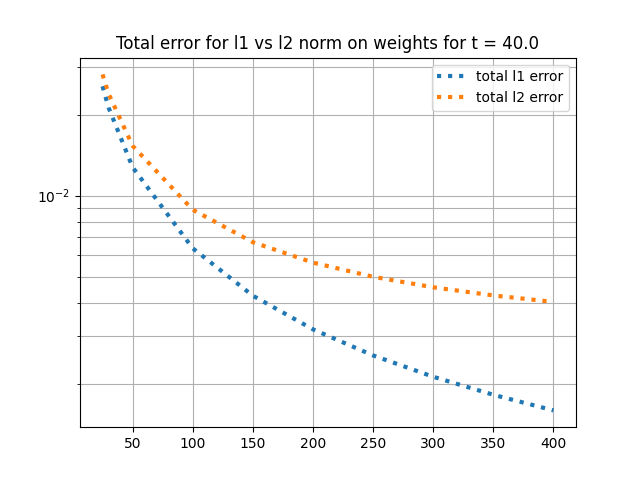 Total error for l1 vs l2 norm on weights for t = 40.0
total l1 error
total l2 error
10⁻²
50 100 150 200 250 300 350 400